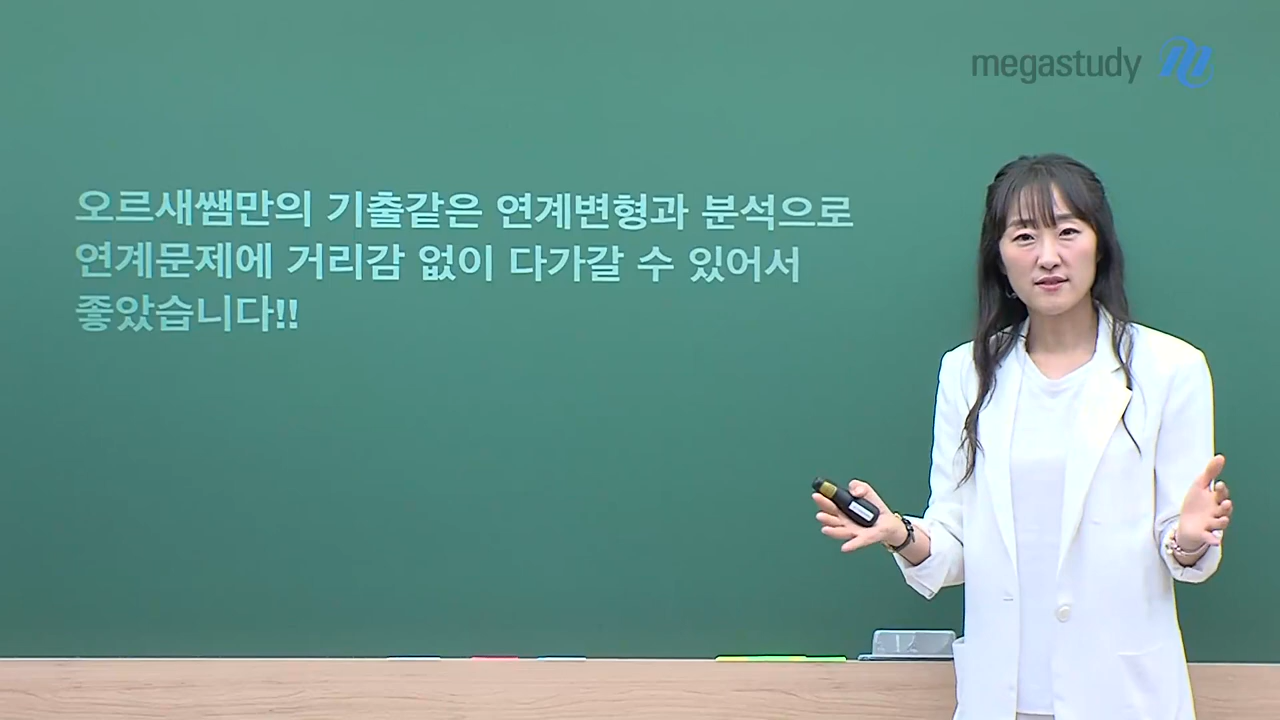 megastudy
오르새쌤만의 기출같은 연계변형과 분석으로
연계문제에 거리감 없이 다가갈 수 있어서
좋았습니다!!